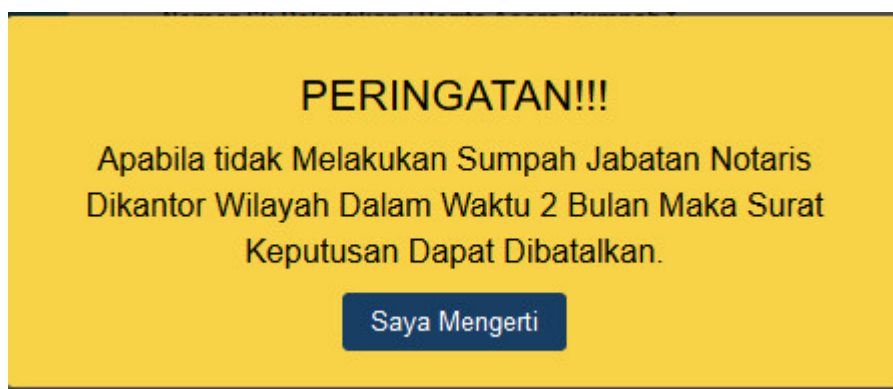 PERINGATAN!!!
Apabila tidak Melakukan Sumpah Jabatan Notaris
Dikantor Wilayah Dalam Waktu 2 Bulan Maka Surat
Keputusan Dapat Dibatalkan.
Saya Mengerti